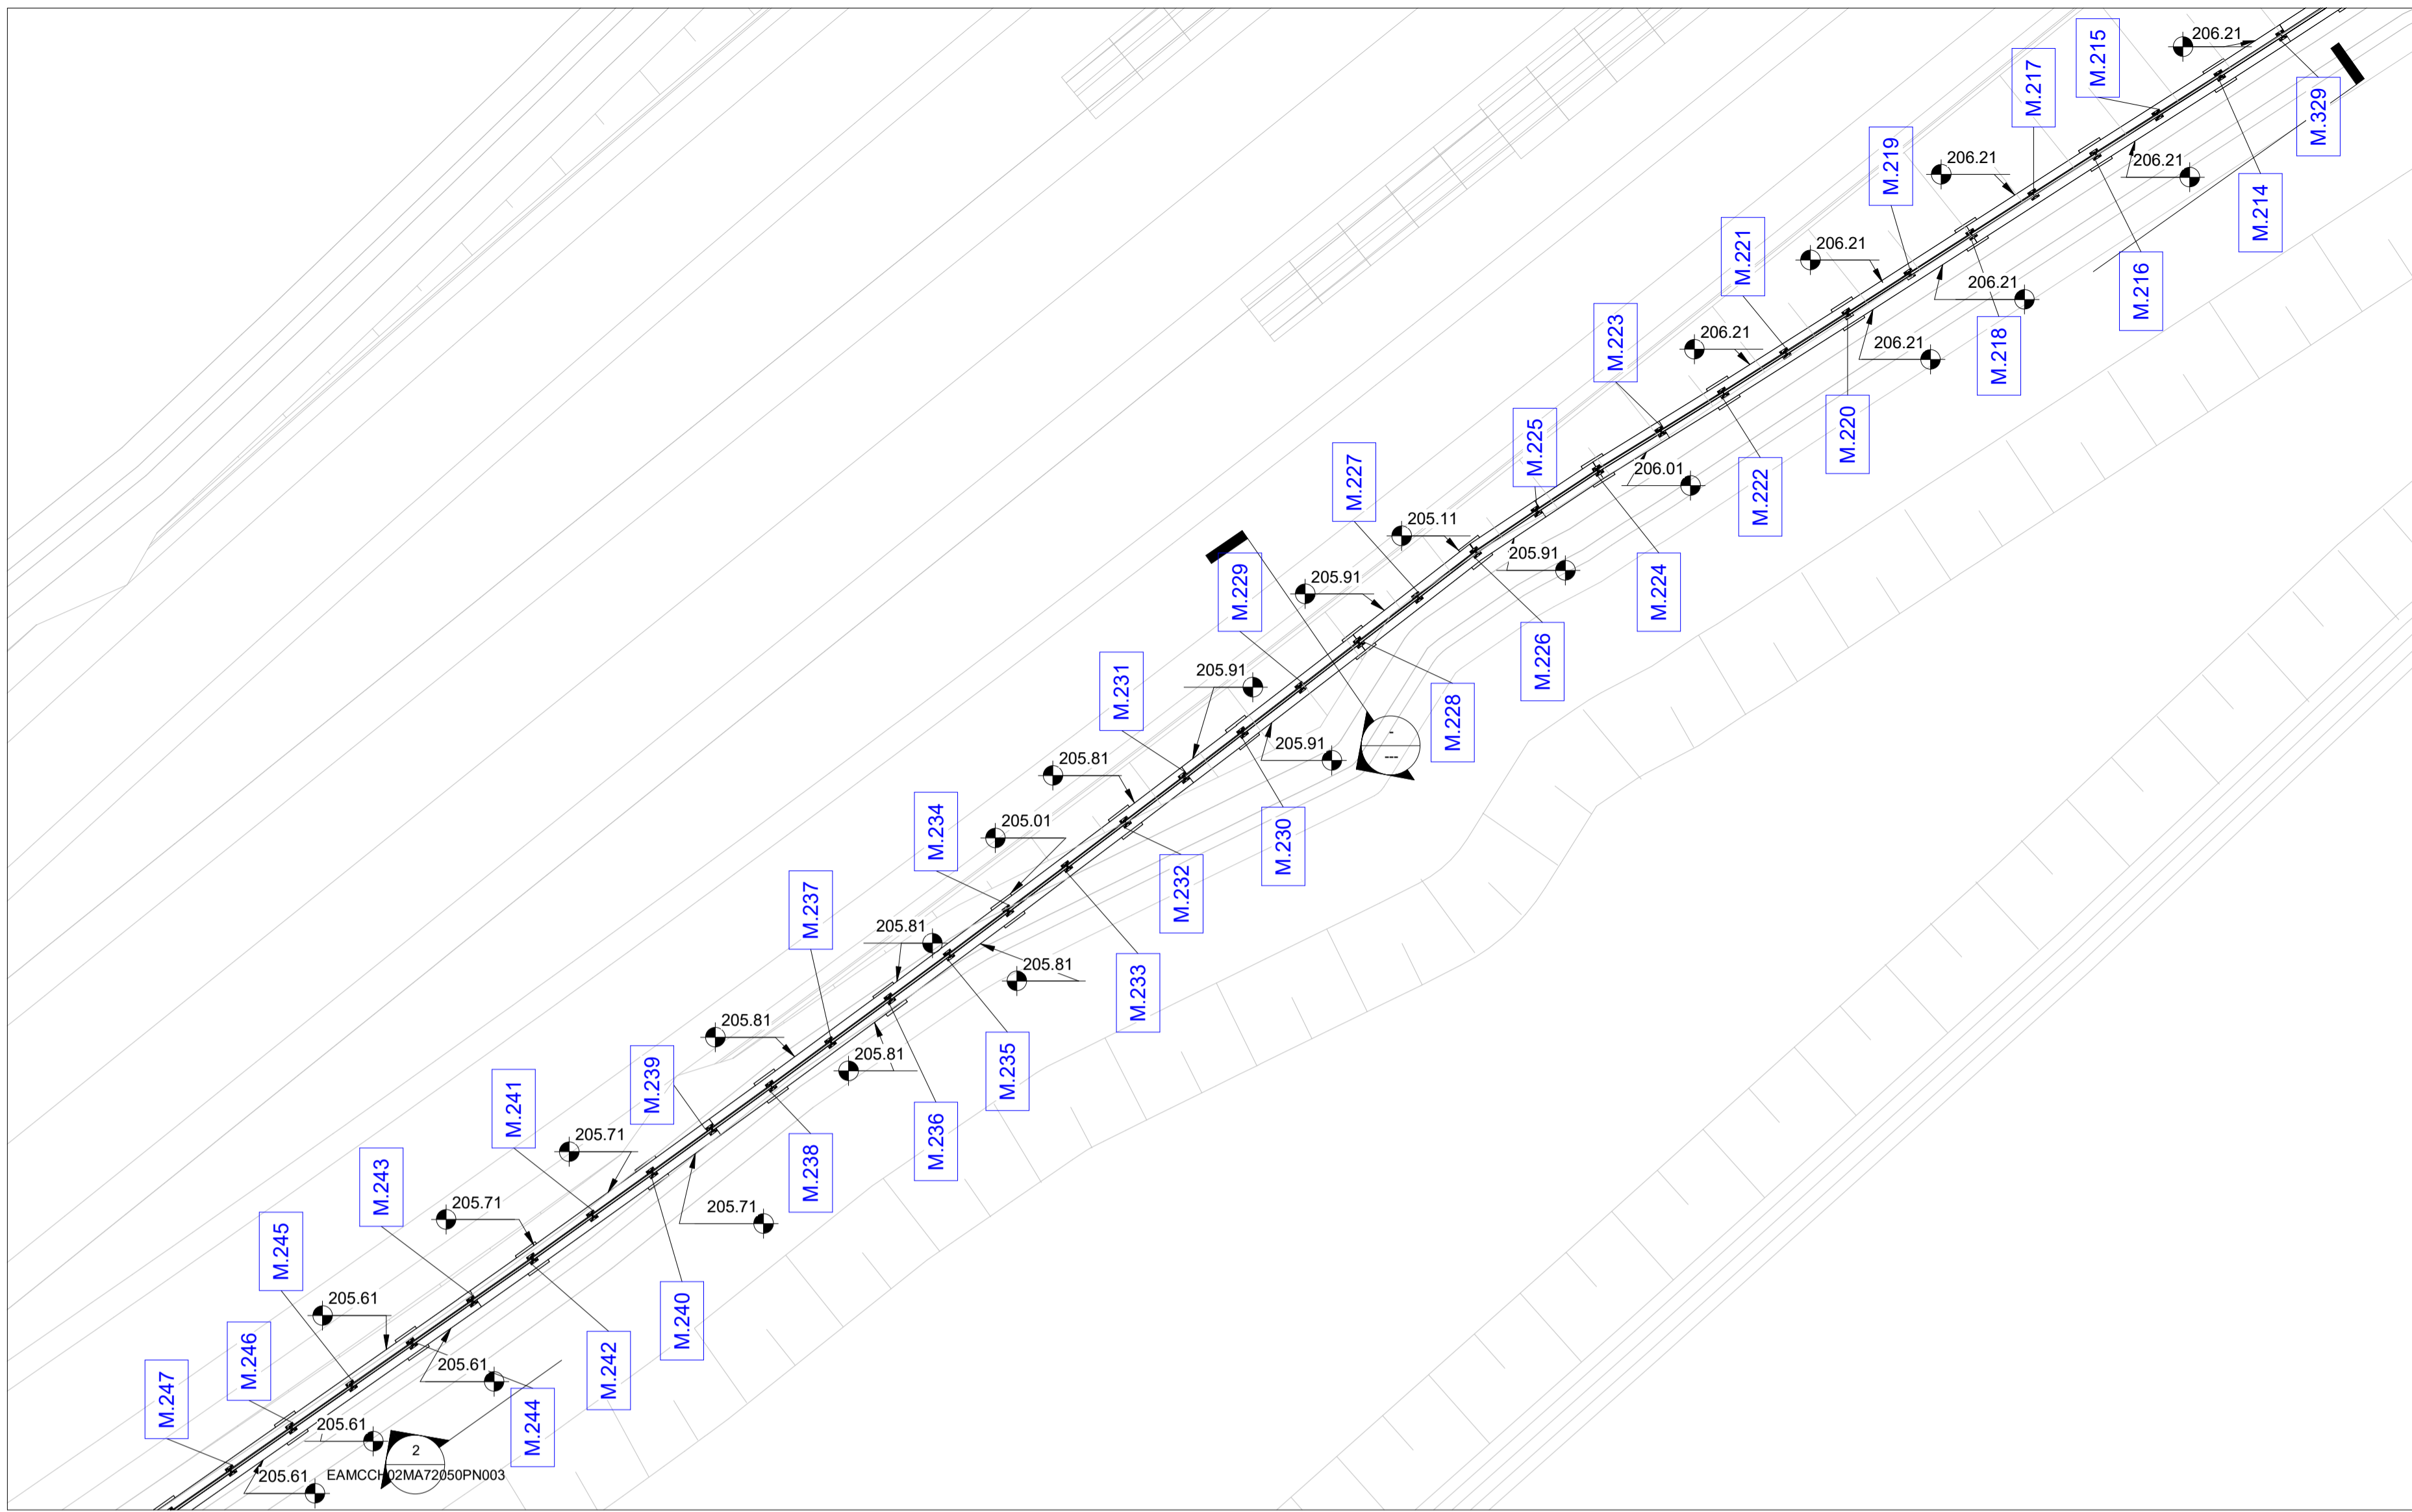 206.21
M.215
M.217
M.329
M.219
206.21
206.21
M.214
M.221
206.21
M.216
206.21
M.218
M.223
206.21
206.21
M.220
M.225
206.01
M.222
M.227
205.11
205.91
M.224
M.229
205.91
M.226
M.231
205.91
M.228
205.91
-
---
205.81
M.230
M.234
205.01
M.232
M.237
205.81
205.81
M.233
205.81
205.81
M.235
M.239
M.241
205.71
M.236
M.238
M.243
205.71
205.71
M.245
205.61
M.240
M.246
205.61
M.242
M.247
205.61
M.244
2
EAMCCH02MA72050PN003
205.61